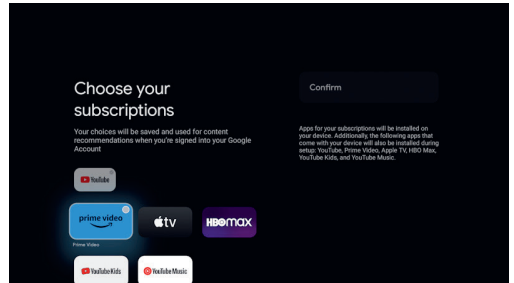 Choose your
subscriptions
Your choices will be saved and used for content
recommendations when you're signed into your Google
Account
YouTube
prime video
tv
HBOMAX
Prime Video
YouTube Kids
YouTube Music
Confirm
Apps for your subscriptions will be installed on
your device. Additionally, the following apps that
come with your device will also be installed during
setup: YouTube, Prime Video, Apple TV, HBO Max,
YouTube Kids, and YouTube Music.